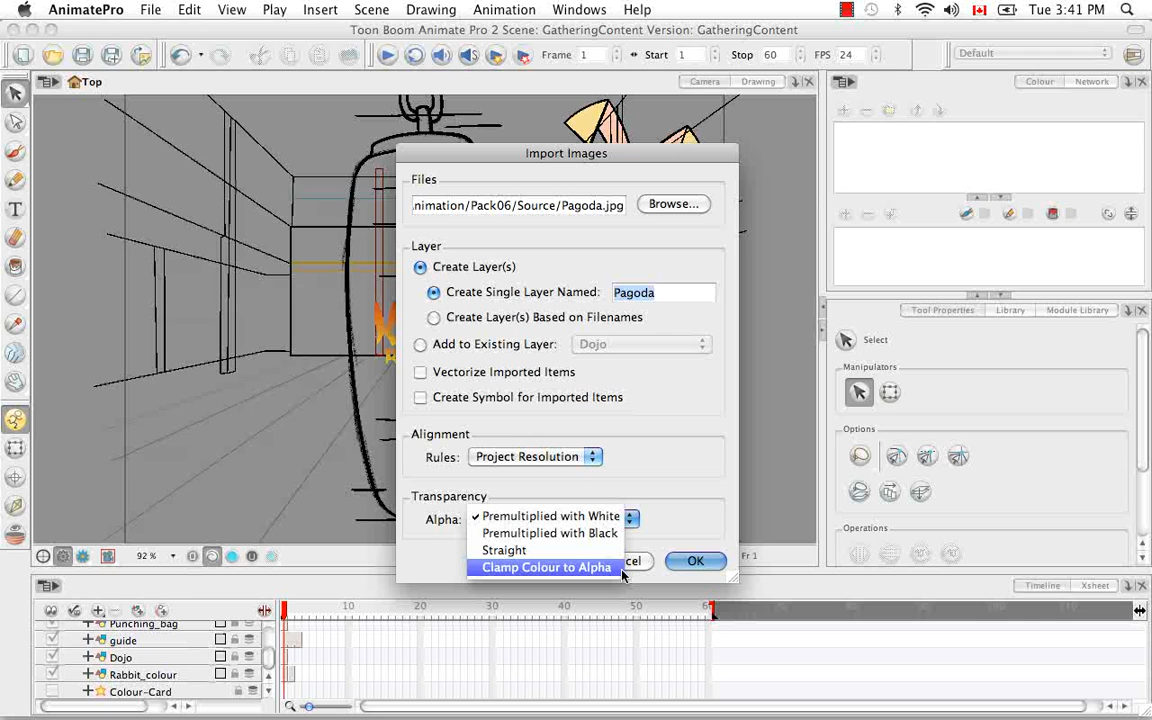 AnimatePro File Edit View Play Insert Scene Drawing Animation Windows Help Tue 3:41 PM
Toon Boom Animate Pro 2 Scene: GatheringContent Version: GatheringContent
Frame 1 Start 1 Stop 60 FPS 24 Default
Top Camera Drawing Colour Network
Import Images
Files
nimation/Pack06/Source/Pagoda.jpg Browse...
Layer
Create Layer(s)
Create Single Layer Named: Pagoda
Create Layer(s) Based on Filenames
Add to Existing Layer: Dojo
Vectorize Imported Items
Create Symbol for Imported Items
Alignment
Rules: Project Resolution
Transparency
Alpha: Premultiplied with White
Premultiplied with Black
Straight
Clamp Colour to Alpha
cel OK
Tool Properties Library Module Library
Select
Manipulators
Options
Operations
92 % Fr 1
Timeline Xsheet
10 20 30 40 50 6
Punching_bag
guide
Dojo
Rabbit_colour
Colour-Card